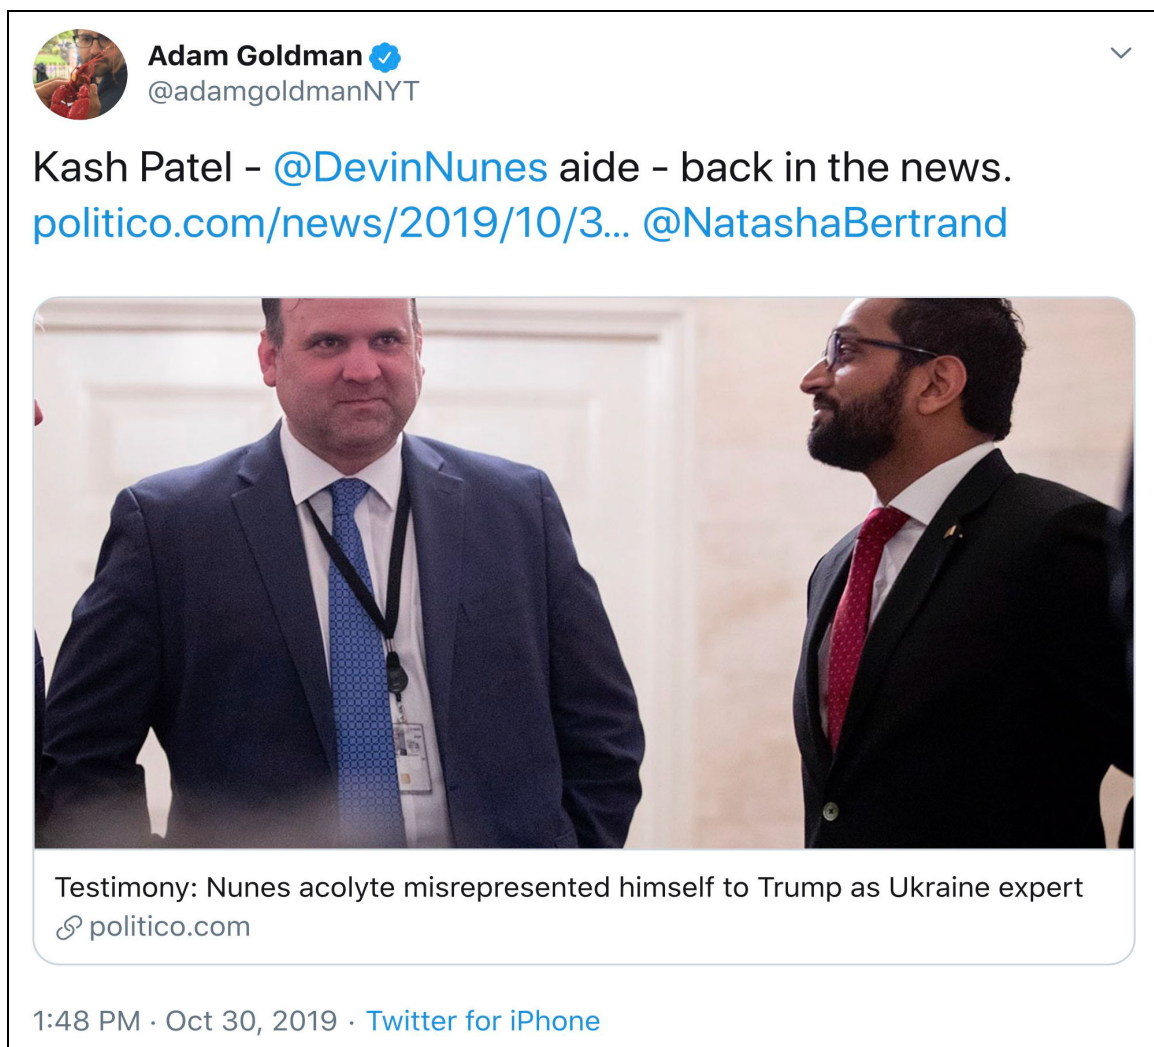 Adam Goldman
@adamgoldmanNYT
Kash Patel - @DevinNunes aide - back in the news.
politico.com/news/2019/10/3... @NatashaBertrand
Testimony: Nunes acolyte misrepresented himself to Trump as Ukraine expert
politico.com
1:48 PM · Oct 30, 2019 · Twitter for iPhone